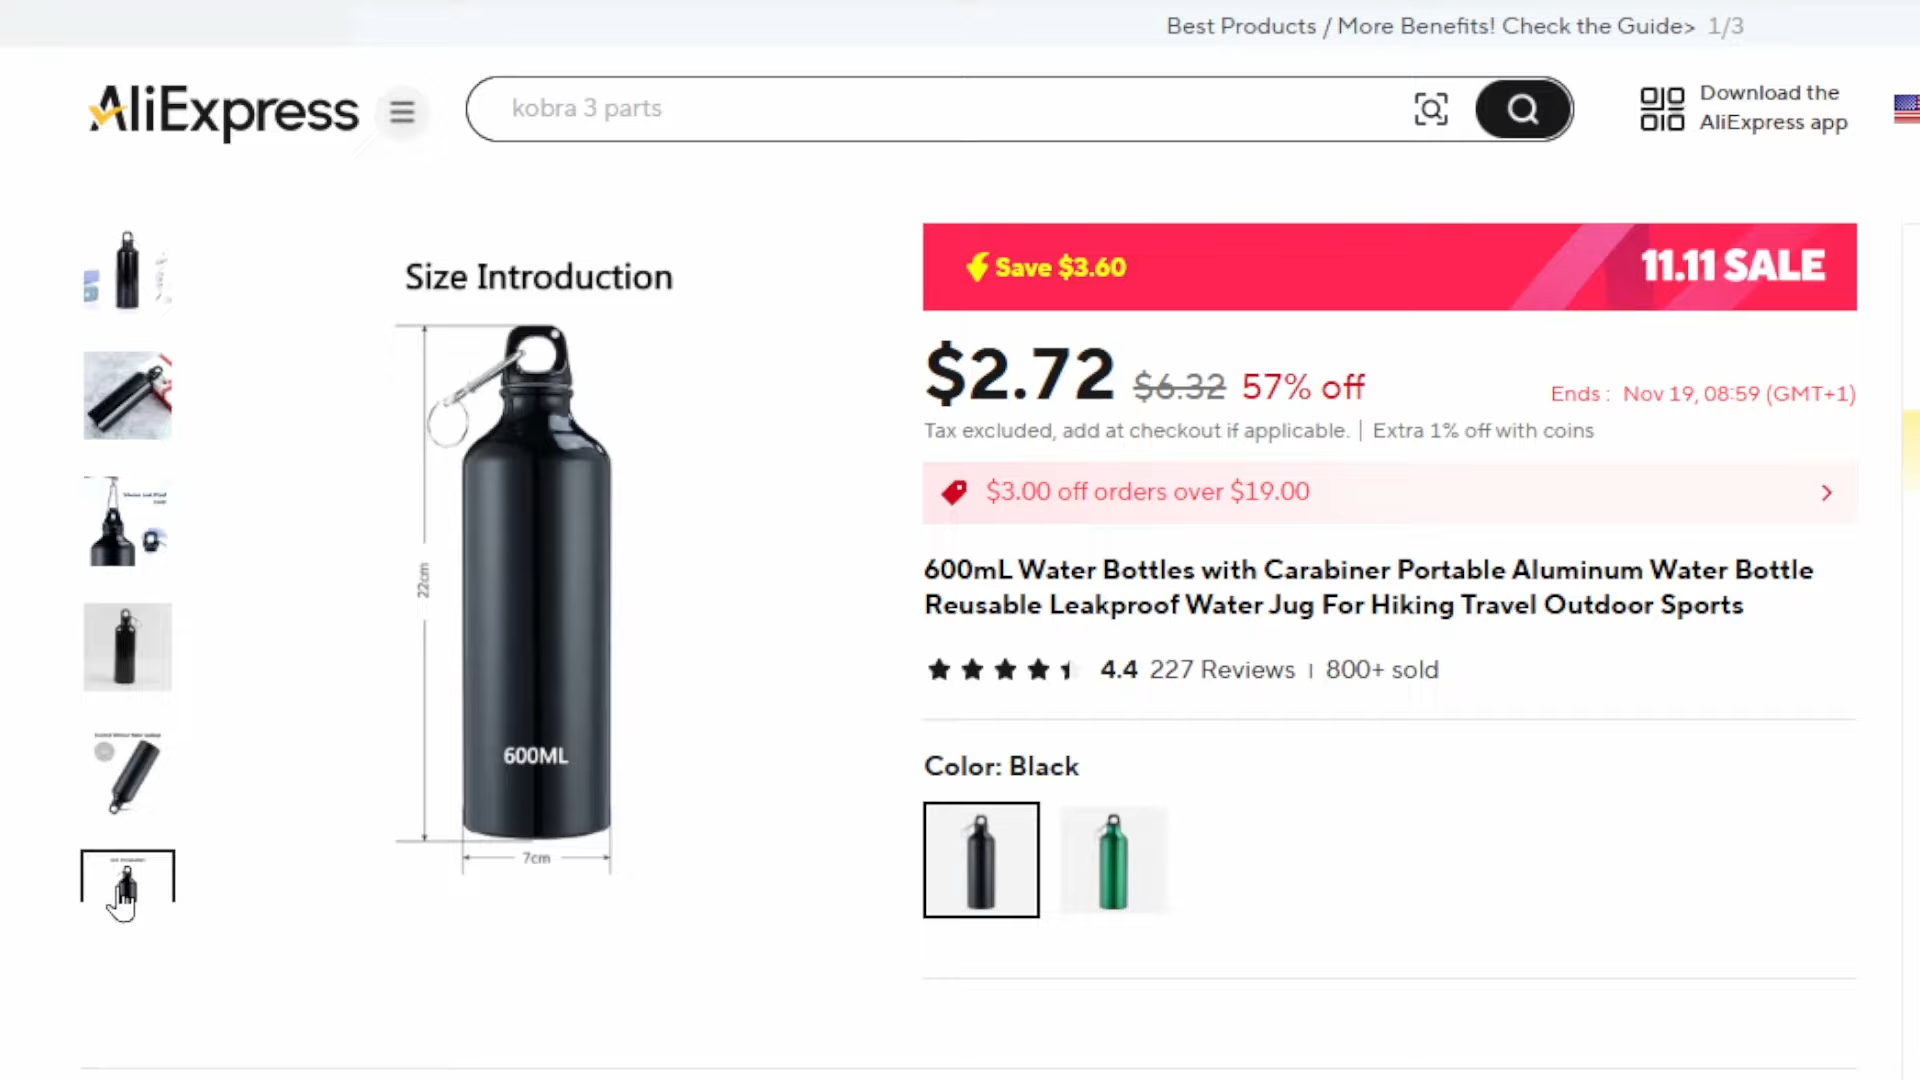 Best Products / More Benefits! Check the Guide> 1/3
AliExpress
kobra 3 parts
Download the
AliExpress app
Save $3.60
11.11 SALE
Size Introduction
22cm
600ML
7cm
$2.72 $6.32 57% off
Ends : Nov 19, 08:59 (GMT+1)
Tax excluded, add at checkout if applicable. | Extra 1% off with coins
$3.00 off orders over $19.00
600mL Water Bottles with Carabiner Portable Aluminum Water Bottle
Reusable Leakproof Water Jug For Hiking Travel Outdoor Sports
4.4 227 Reviews | 800+ sold
Color: Black